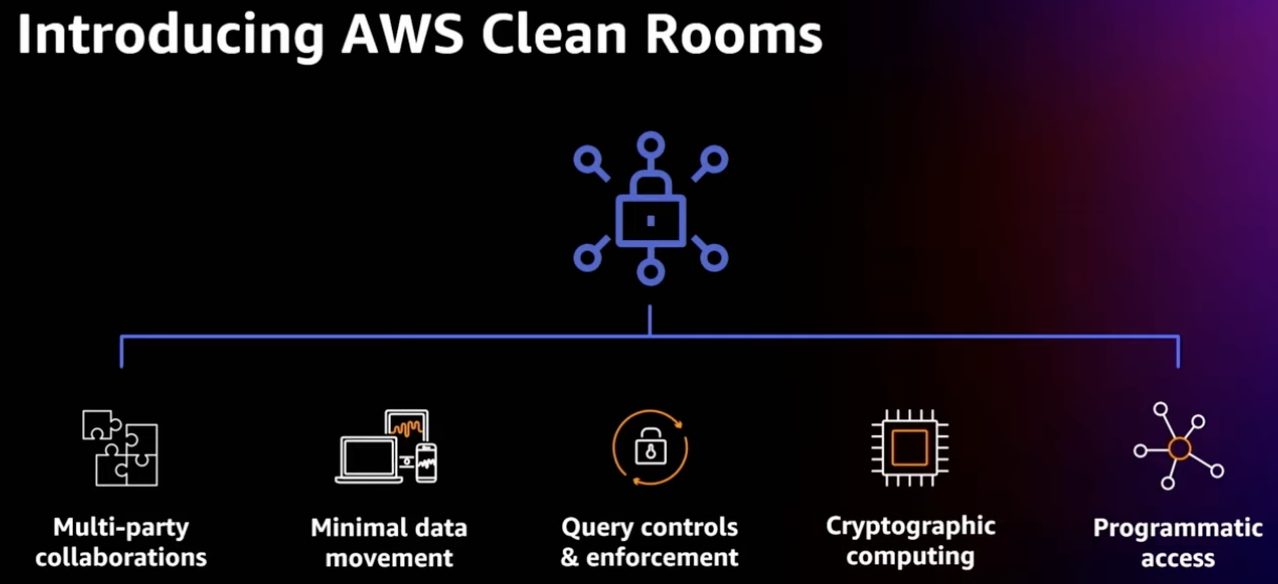 Introducing AWS Clean Rooms
Multi-party
collaborations
Minimal data
movement
Query controls
& enforcement
Cryptographic
computing
Programmatic
access